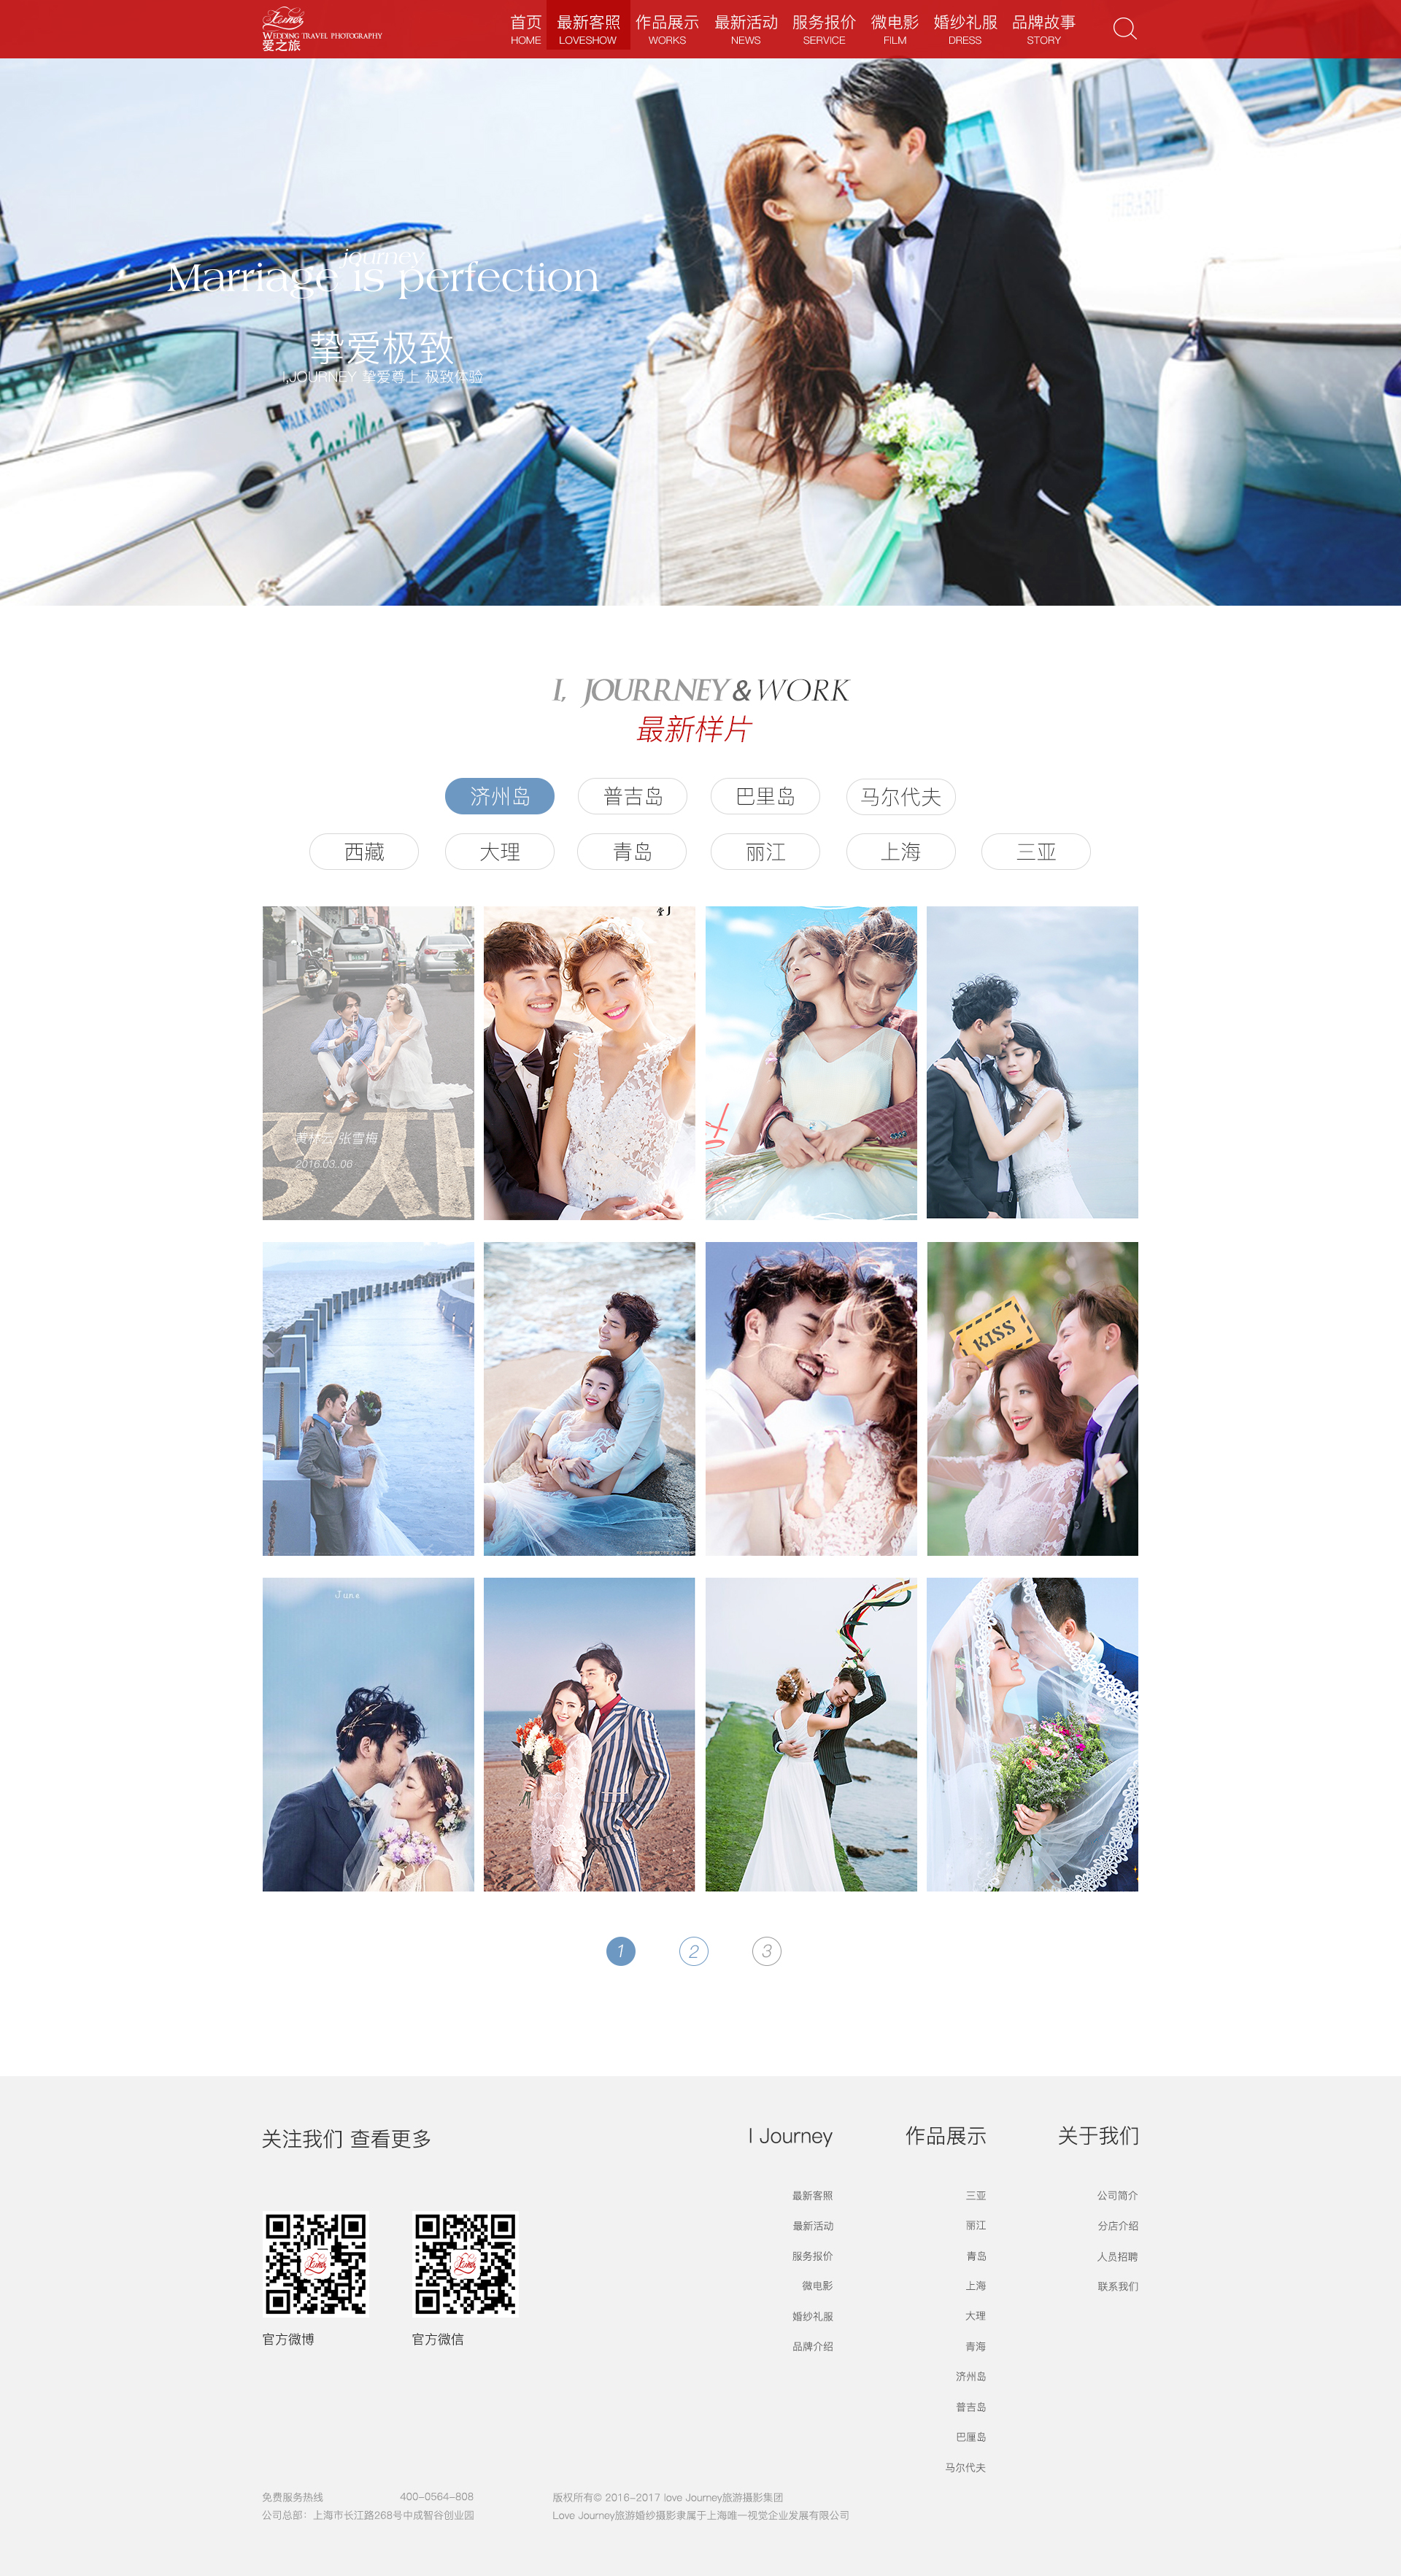 WEDDING TRAVEL PHOTOGRAPHY
爱之旅
首页 最新客照 作品展示 最新活动 服务报价 微电影 婚纱礼服 品牌故事
HOME LOVESHOW WORKS NEWS SERVICE FILM DRESS STORY
journey
Marriage is perfection
挚爱极致
I,JOURNEY 挚爱尊上 极致体验
WALK AROUND
I, JOURRNEY & WORK
最新样片
济州岛 普吉岛 巴里岛 马尔代夫
西藏 大理 青岛 丽江 上海 三亚
张雪梅
2016.03..06
KISS
June
1 2 3
关注我们 查看更多
官方微博 官方微信
I Journey
最新客照
最新活动
服务报价
微电影
婚纱礼服
品牌介绍
作品展示
三亚
丽江
青岛
上海
大理
青海
济州岛
普吉岛
巴厘岛
马尔代夫
关于我们
公司简介
分店介绍
人员招聘
联系我们
免费服务热线 400-0564-808
公司总部：上海市长江路268号中成智谷创业园
版权所有© 2016-2017 love Journey旅游摄影集团
Love Journey旅游婚纱摄影隶属于上海唯一视觉企业发展有限公司